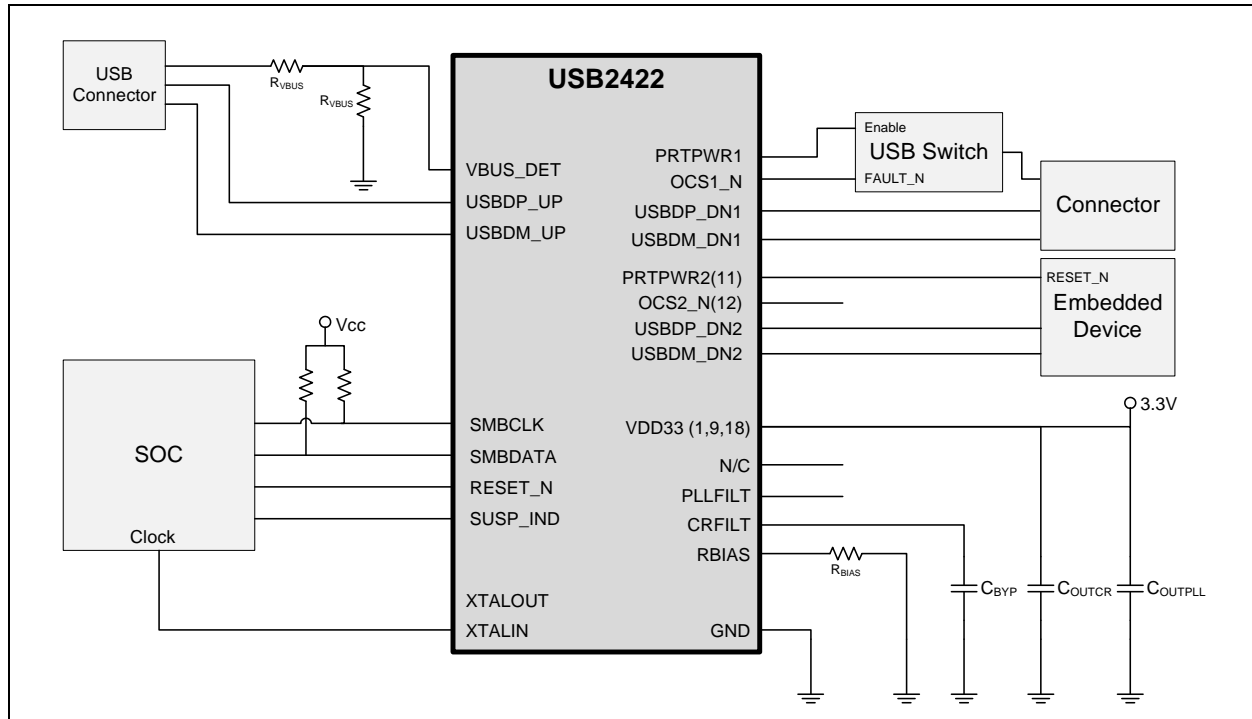 USB
Connector
RVBUS
RVBUS
USB2422
VBUS_DET
USBDP_UP
USBDM_UP
PRTPWR1
OCS1_N
USBDP_DN1
USBDM_DN1
PRTPWR2(11)
OCS2_N(12)
USBDP_DN2
USBDM_DN2
Enable
USB Switch
FAULT_N
Connector
RESET_N
Embedded
Device
Vcc
SOC
Clock
SMBCLK
SMBDATA
RESET_N
SUSP_IND
XTALOUT
XTALIN
VDD33 (1,9,18)
N/C
PLLFILT
CRFILT
RBIAS
GND
3.3V
RBIAS
CBYP
COUTCR
COUTPLL